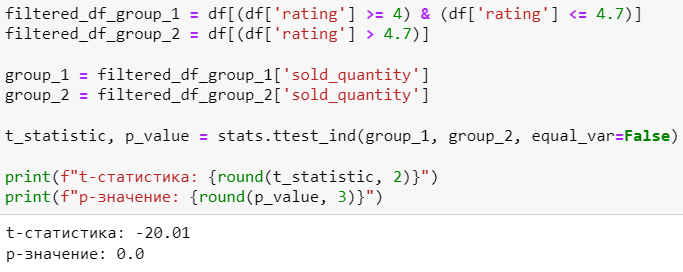 filtered_df_group_1 = df[(df['rating'] >= 4) & (df['rating'] <= 4.7)]
filtered_df_group_2 = df[(df['rating'] > 4.7)]
group_1 = filtered_df_group_1['sold_quantity']
group_2 = filtered_df_group_2['sold_quantity']
t_statistic, p_value = stats.ttest_ind(group_1, group_2, equal_var=False)
print(f"t-статистика: {round(t_statistic, 2)}")
print(f"p-значение: {round(p_value, 3)}")
t-статистика: -20.01
p-значение: 0.0